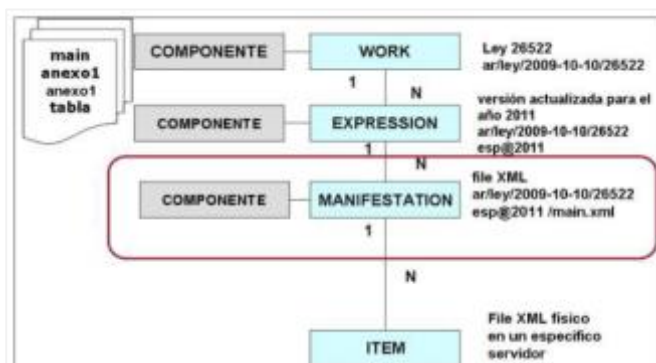 main
anexo1
anexo1
tabla
COMPONENTE
WORK
Ley 26522
ar/ley/2009-10-10/26522
1
N
COMPONENTE
EXPRESSION
versión actualizada para el
año 2011
ar/ley/2009-10-10/26522
esp@2011
1
N
COMPONENTE
MANIFESTATION
file XML
ar/ley/2009-10-10/26522
esp@2011 /main.xml
1
N
ITEM
File XML físico
en un especifico
servidor